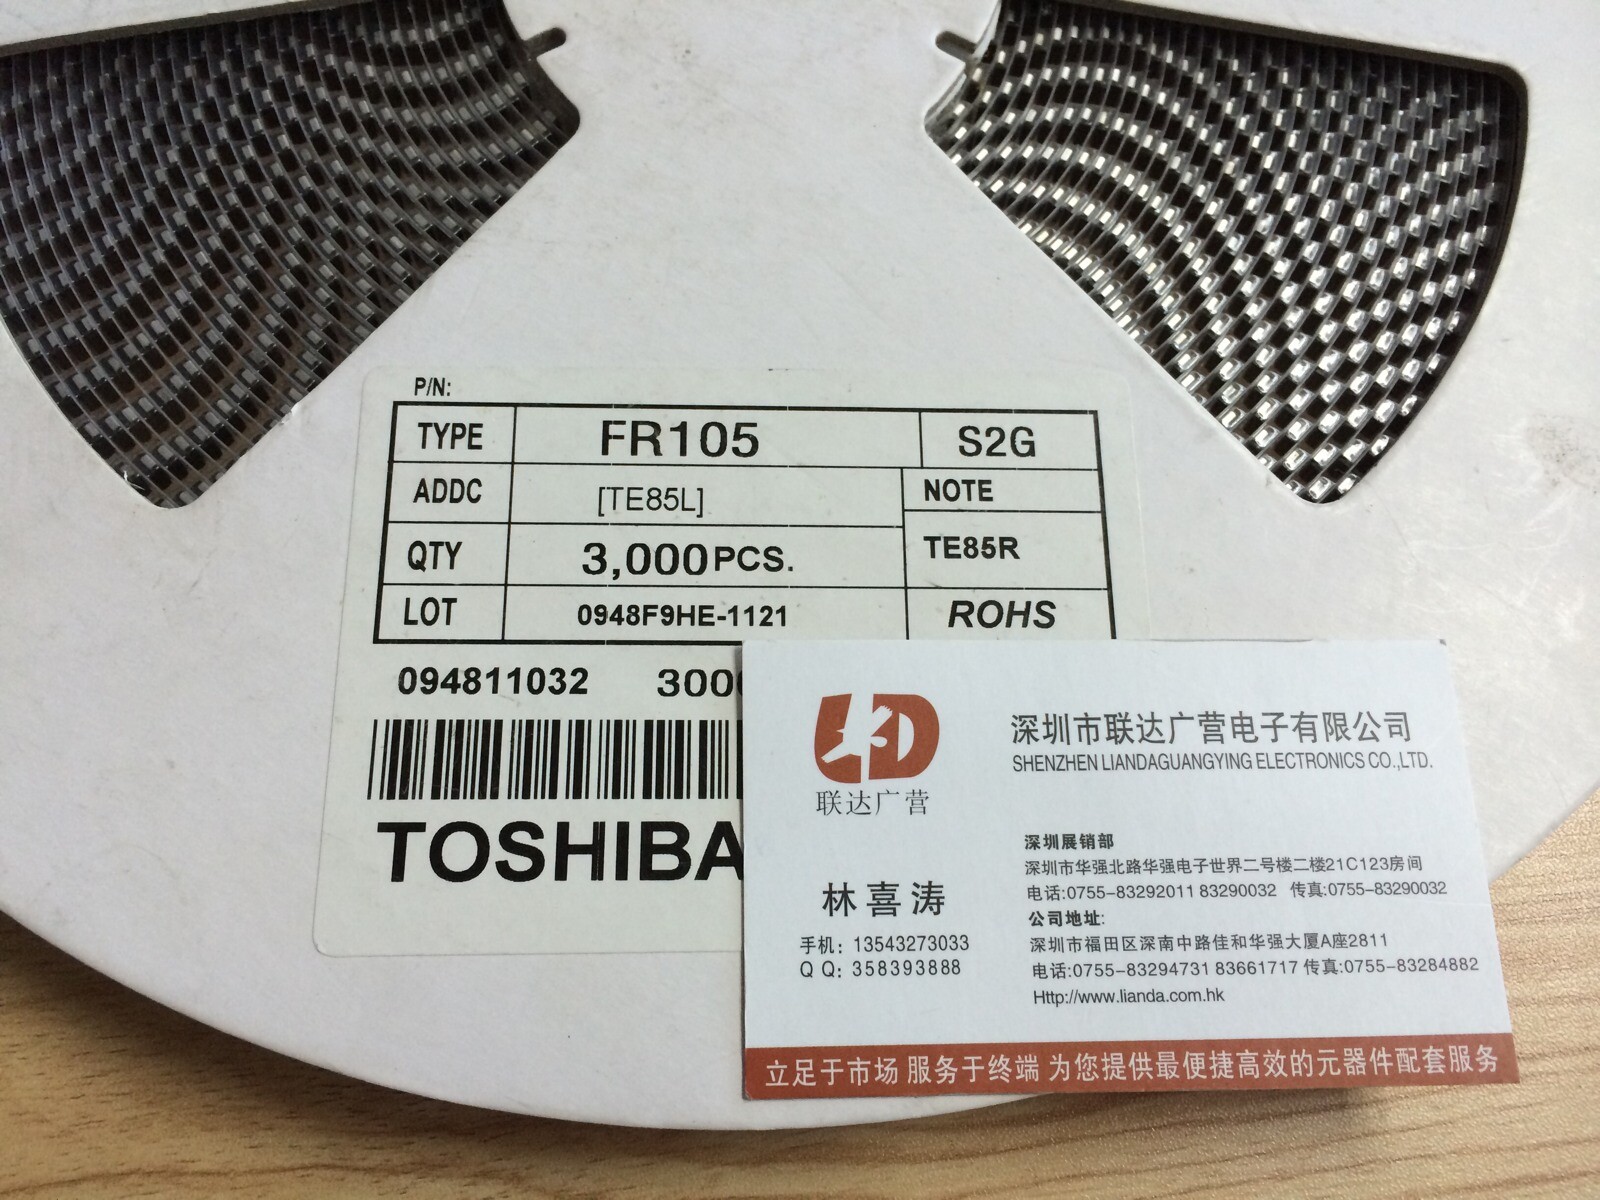 P/N:
TYPE FR105 S2G
ADDC [TE85L] NOTE
QTY 3,000PCS. TE85R
LOT 0948F9HE-1121 ROHS
094811032 300
TOSHIBA
LD
联达广营
深圳市联达广营电子有限公司
SHENZHEN LIANDAGUANGYING ELECTRONICS CO.,LTD.
林喜涛
手机: 13543273033
Q Q: 358393888
深圳展销部
深圳市华强北路华强电子世界二号楼二楼21C123房间
电话:0755-83292011 83290032 传真:0755-83290032
公司地址:
深圳市福田区深南中路佳和华强大厦A座2811
电话:0755-83294731 83661717 传真:0755-83284882
Http://www.lianda.com.hk
立足于市场 服务于终端 为您提供最便捷高效的元器件配套服务